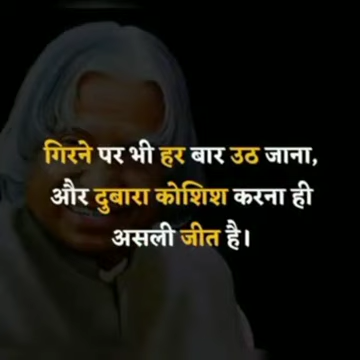 गिरने पर भी हर बार उठ जाना,
और दुबारा कोशिश करना ही
असली जीत है।